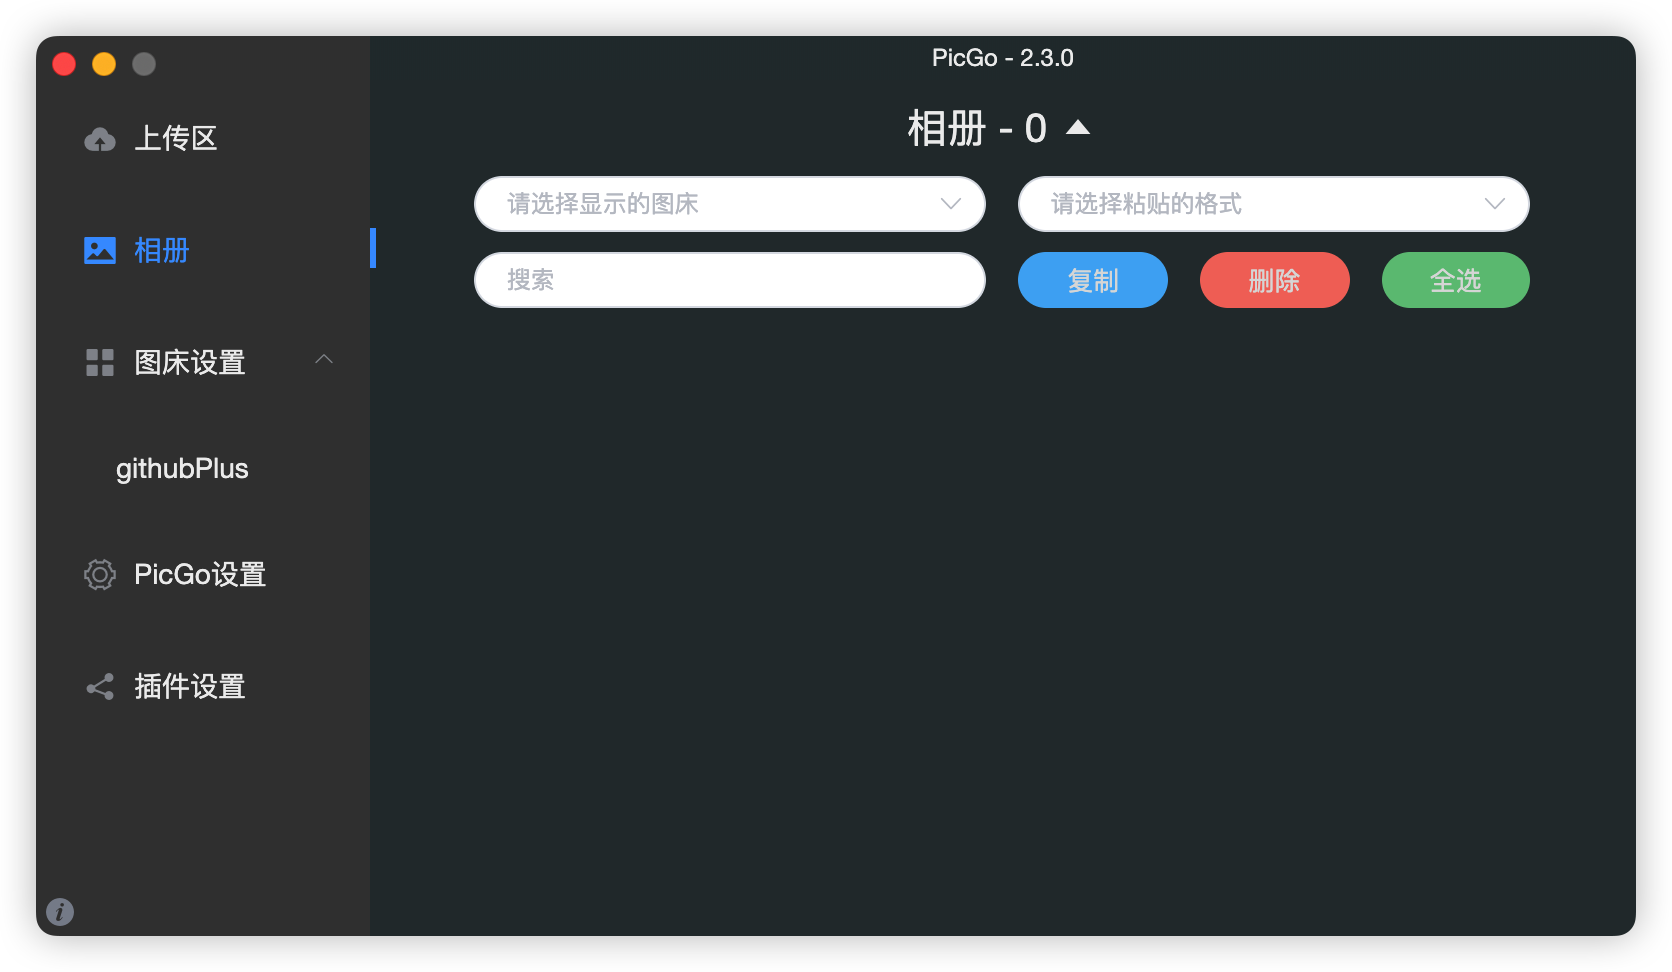 PicGo - 2.3.0
上传区
相册
图床设置
githubPlus
PicGo设置
插件设置
i
相册 - 0
请选择显示的图床
请选择粘贴的格式
搜索
复制
删除
全选